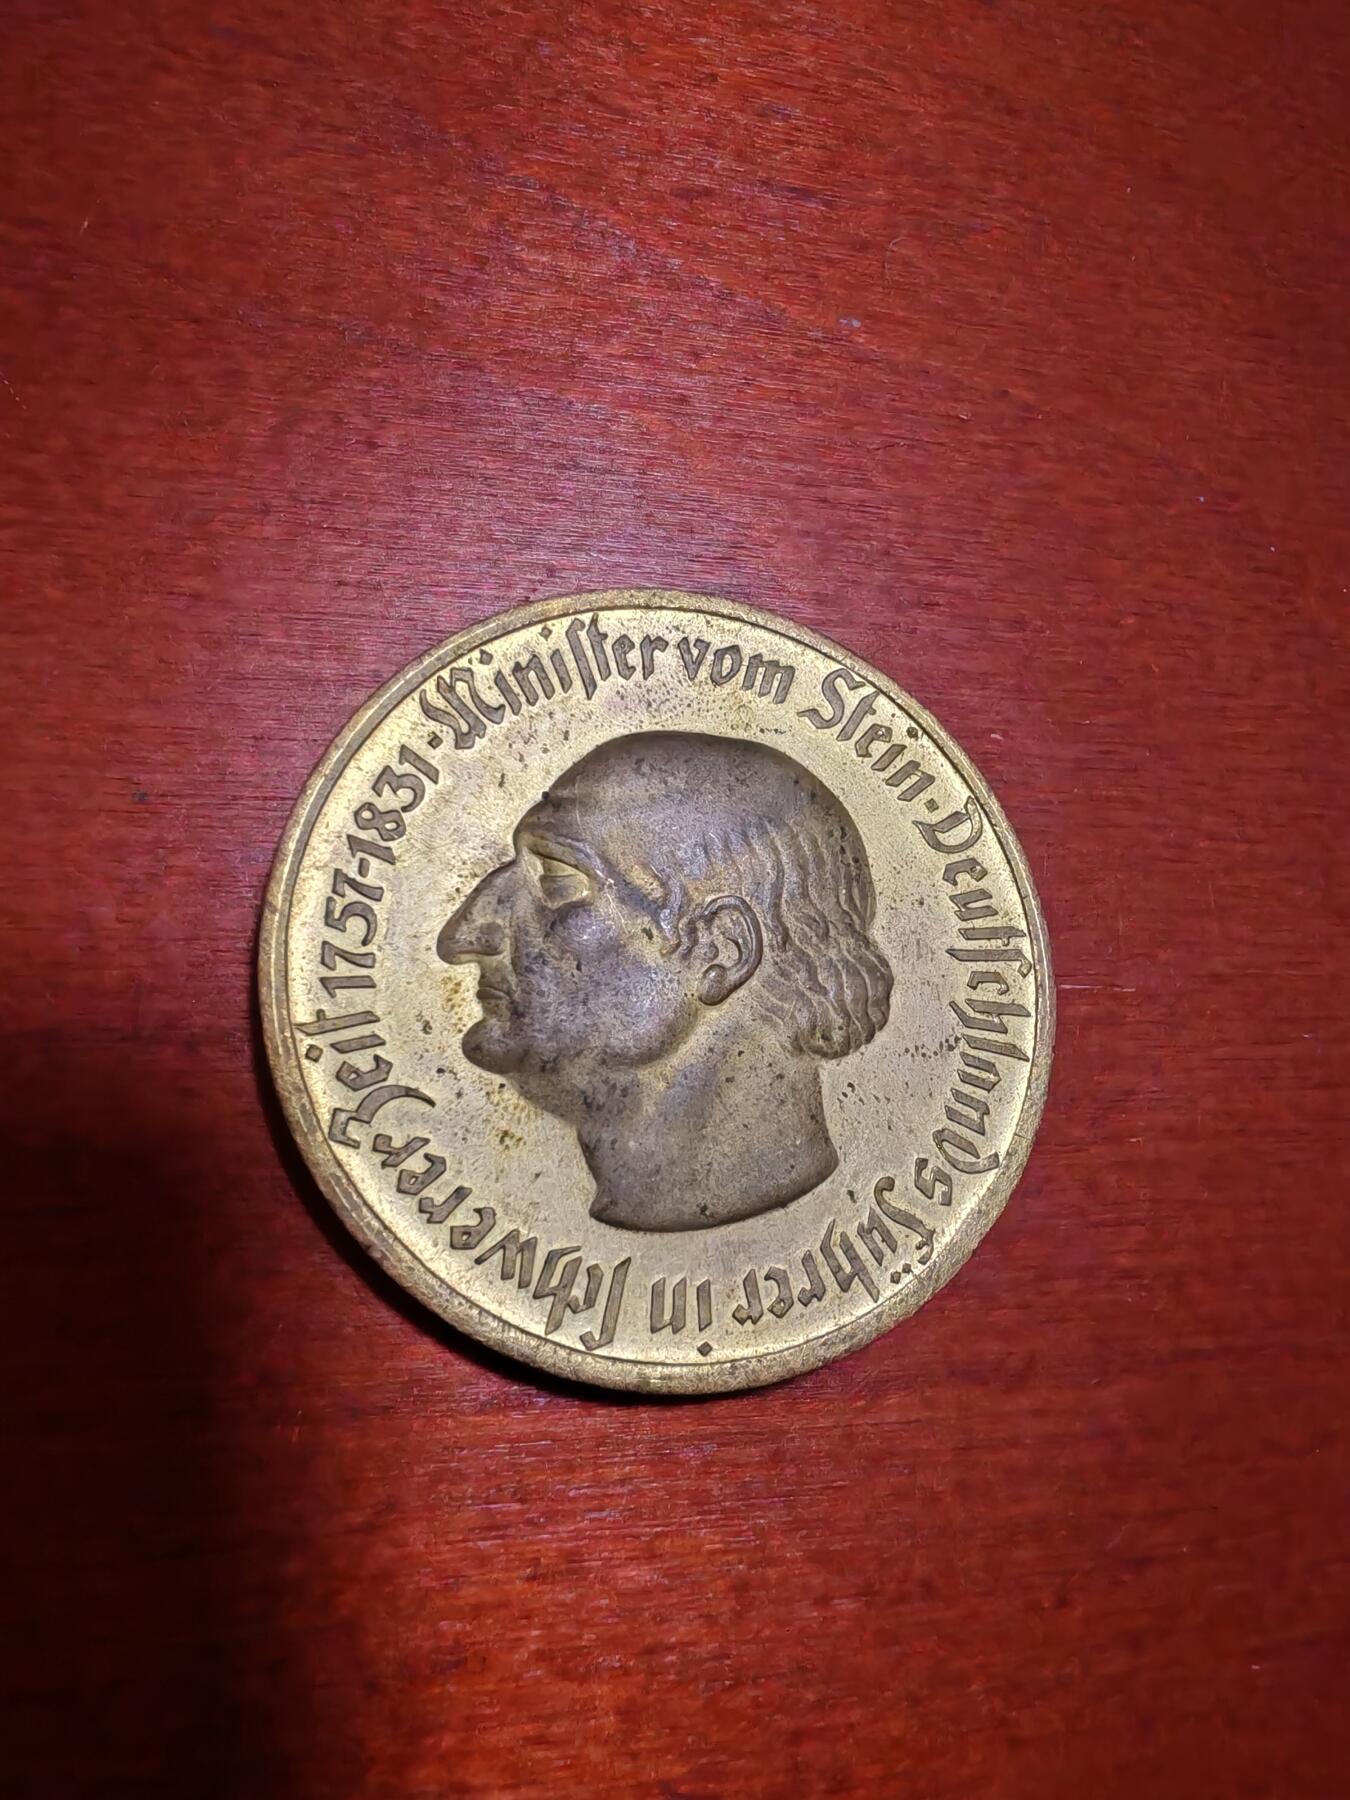 Minister vom Stein · Deutschlands Führer in schwerer Zeit 1757-1831 ·